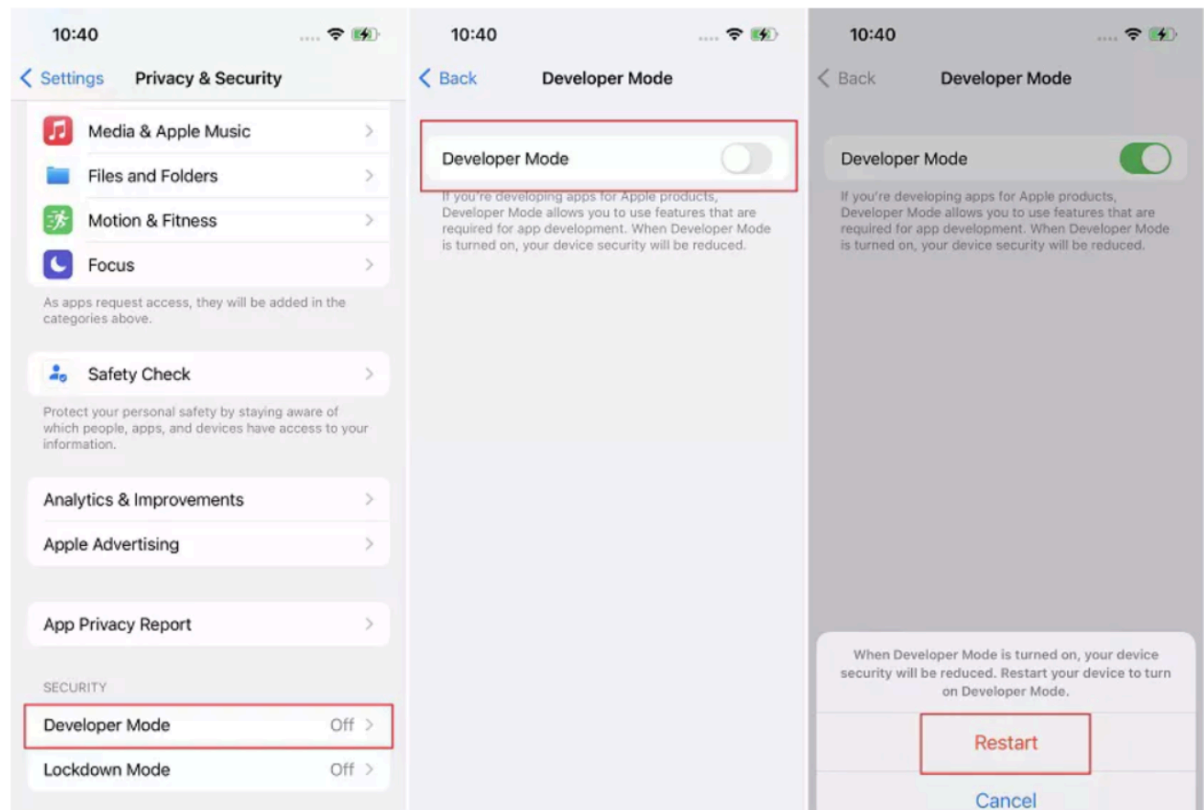 10:40
Settings
Privacy & Security
Media & Apple Music
Files and Folders
Motion & Fitness
Focus
As apps request access, they will be added in the
categories above.
Safety Check
Protect your personal safety by staying aware of
which people, apps, and devices have access to your
information.
Analytics & Improvements
Apple Advertising
App Privacy Report
SECURITY
Developer Mode Off
Lockdown Mode Off
10:40
Back
Developer Mode
Developer Mode
If you're developing apps for Apple products,
Developer Mode allows you to use features that are
required for app development. When Developer Mode
is turned on, your device security will be reduced.
10:40
Back
Developer Mode
Developer Mode
If you're developing apps for Apple products,
Developer Mode allows you to use features that are
required for app development. When Developer Mode
is turned on, your device security will be reduced.
When Developer Mode is turned on, your device
security will be reduced. Restart your device to turn
on Developer Mode.
Restart
Cancel